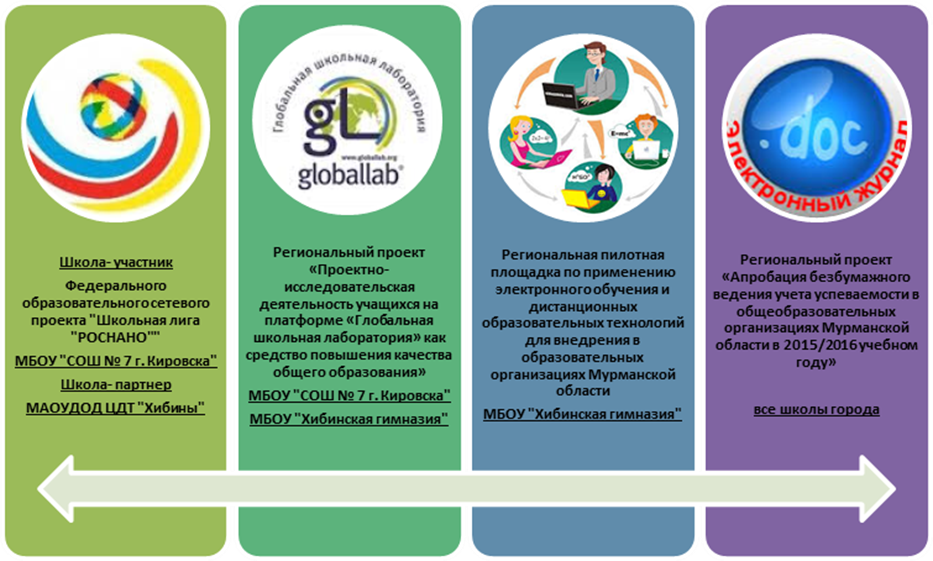 Школа- участник
Федерального
образовательного сетевого
проекта "Школьная лига
"РОСНАНО""
МБОУ "СОШ № 7 г. Кировска"
Школа- партнер
МАОУДОД ЦДТ "Хибины"
Глобальная школьная лаборатория
gL
www.globallab.org
globallab®
Региональный проект
«Проектно-
исследовательская
деятельность учащихся на
платформе «Глобальная
школьная лаборатория» как
средство повышения качества
общего образования»
МБОУ "СОШ № 7 г. Кировска"
МБОУ "Хибинская гимназия"
2+2=4!
E=mc²
Региональная пилотная
площадка по применению
электронного обучения и
дистанционных
образовательных технологий
для внедрения в
образовательных
организациях Мурманской
области
МБОУ "Хибинская гимназия"
.doc
Электронный журнал
Региональный проект
«Апробация безбумажного
ведения учета успеваемости в
общеобразовательных
организациях Мурманской
области в 2015/2016 учебном
году»
все школы города